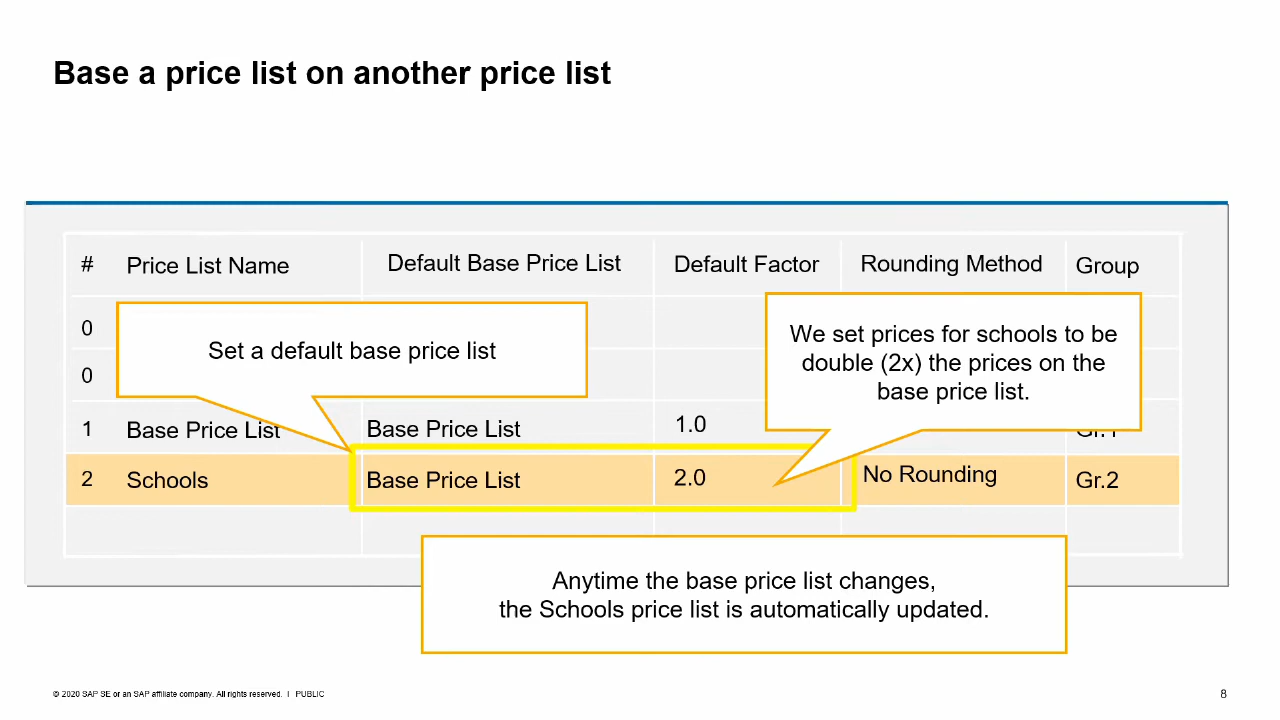 Base a price list on another price list
# Price List Name Default Base Price List Default Factor Rounding Method Group
0
Set a default base price list
We set prices for schools to be
double (2x) the prices on the
base price list.
0
1 Base Price List Base Price List 1.0 Gr.1
2 Schools Base Price List 2.0 No Rounding Gr.2
Anytime the base price list changes,
the Schools price list is automatically updated.
© 2020 SAP SE or an SAP affiliate company. All rights reserved. I PUBLIC
8